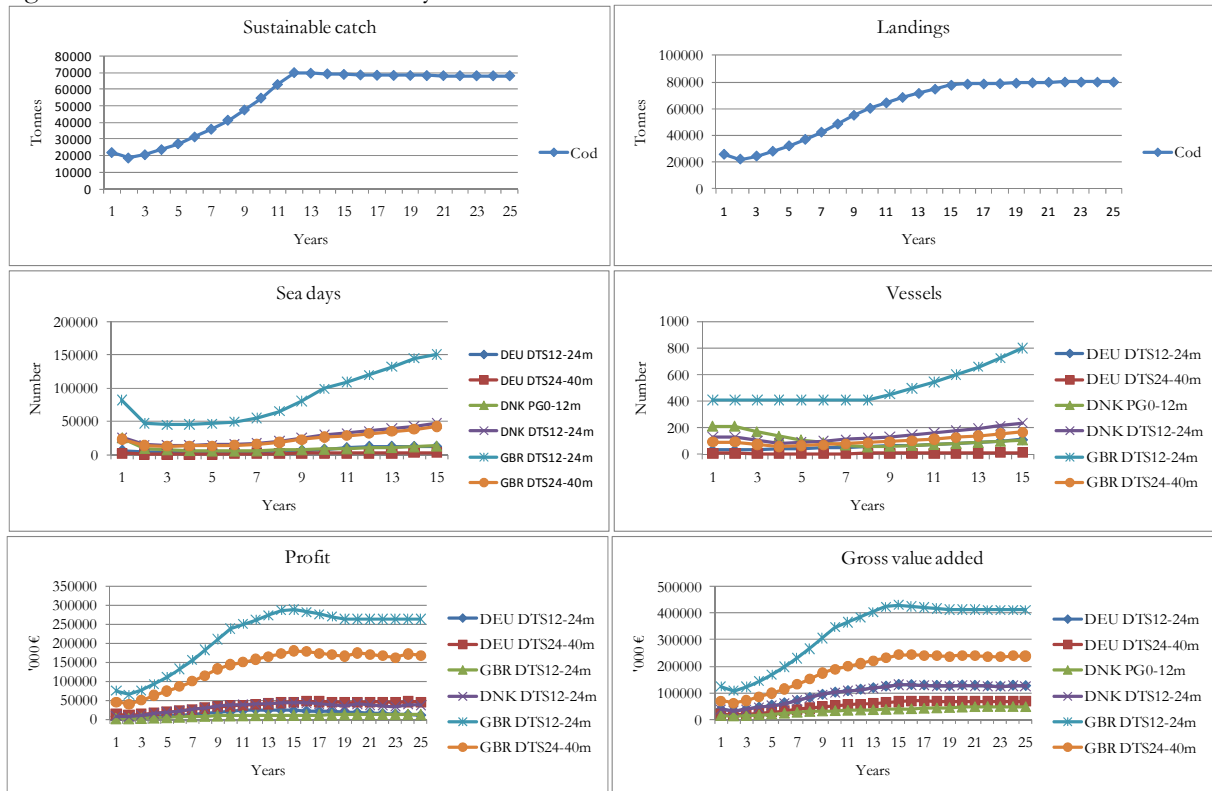 Sustainable catch
80000
70000
60000
50000
40000
30000
20000
10000
0
Tonnes
Cod
1 3 5 7 9 11 13 15 17 19 21 23 25
Years
Landings
100000
80000
60000
40000
20000
0
Tonnes
Cod
1 3 5 7 9 11 13 15 17 19 21 23 25
Years
Sea days
200000
150000
100000
50000
0
Number
DEU DTS12-24m
DEU DTS24-40m
DNK PG0-12m
DNK DTS12-24m
GBR DTS12-24m
GBR DTS24-40m
1 3 5 7 9 11 13 15
Years
Vessels
1000
800
600
400
200
0
Number
DEU DTS12-24m
DEU DTS24-40m
DNK PG0-12m
DNK DTS12-24m
GBR DTS12-24m
GBR DTS24-40m
1 3 5 7 9 11 13 15
Years
Profit
350000
300000
250000
200000
150000
100000
50000
0
'000 €
DEU DTS12-24m
DEU DTS24-40m
GBR DTS12-24m
DNK DTS12-24m
GBR DTS12-24m
GBR DTS24-40m
1 3 5 7 9 11 13 15 17 19 21 23 25
Years
Gross value added
500000
400000
300000
200000
100000
0
'000 €
DEU DTS12-24m
DEU DTS24-40m
DNK PG0-12m
DNK DTS12-24m
GBR DTS12-24m
GBR DTS24-40m
1 3 5 7 9 11 13 15 17 19 21 23 25
Years